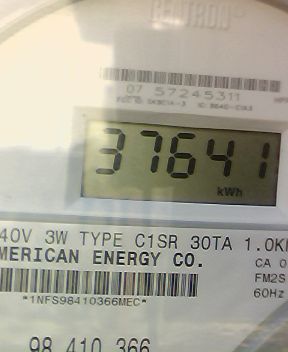 CENTRON
07 57245311
37641
kWh
40V 3W TYPE C1SR 30TA 1.0K
MERICAN ENERGY CO.
CA 0
FM2S
*1NFS98410366MEC*
60Hz
98 410 366